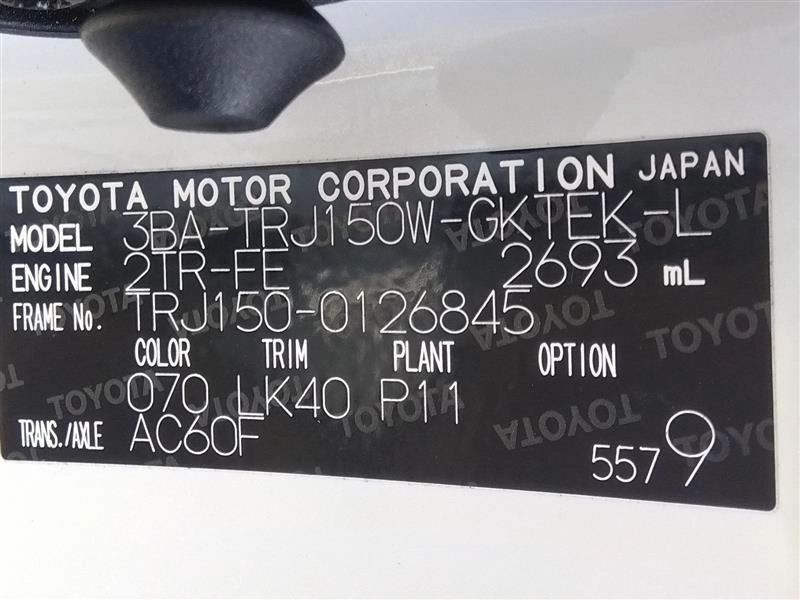 TOYOTA MOTOR CORPORATION JAPAN
MODEL 3BA-TRJ150W-GKTEK-L
ENGINE 2TR-FE 2693 mL
FRAME No. TRJ150-0126845
COLOR TRIM PLANT OPTION
070 LK40 P11
TRANS./AXLE AC60F
5579